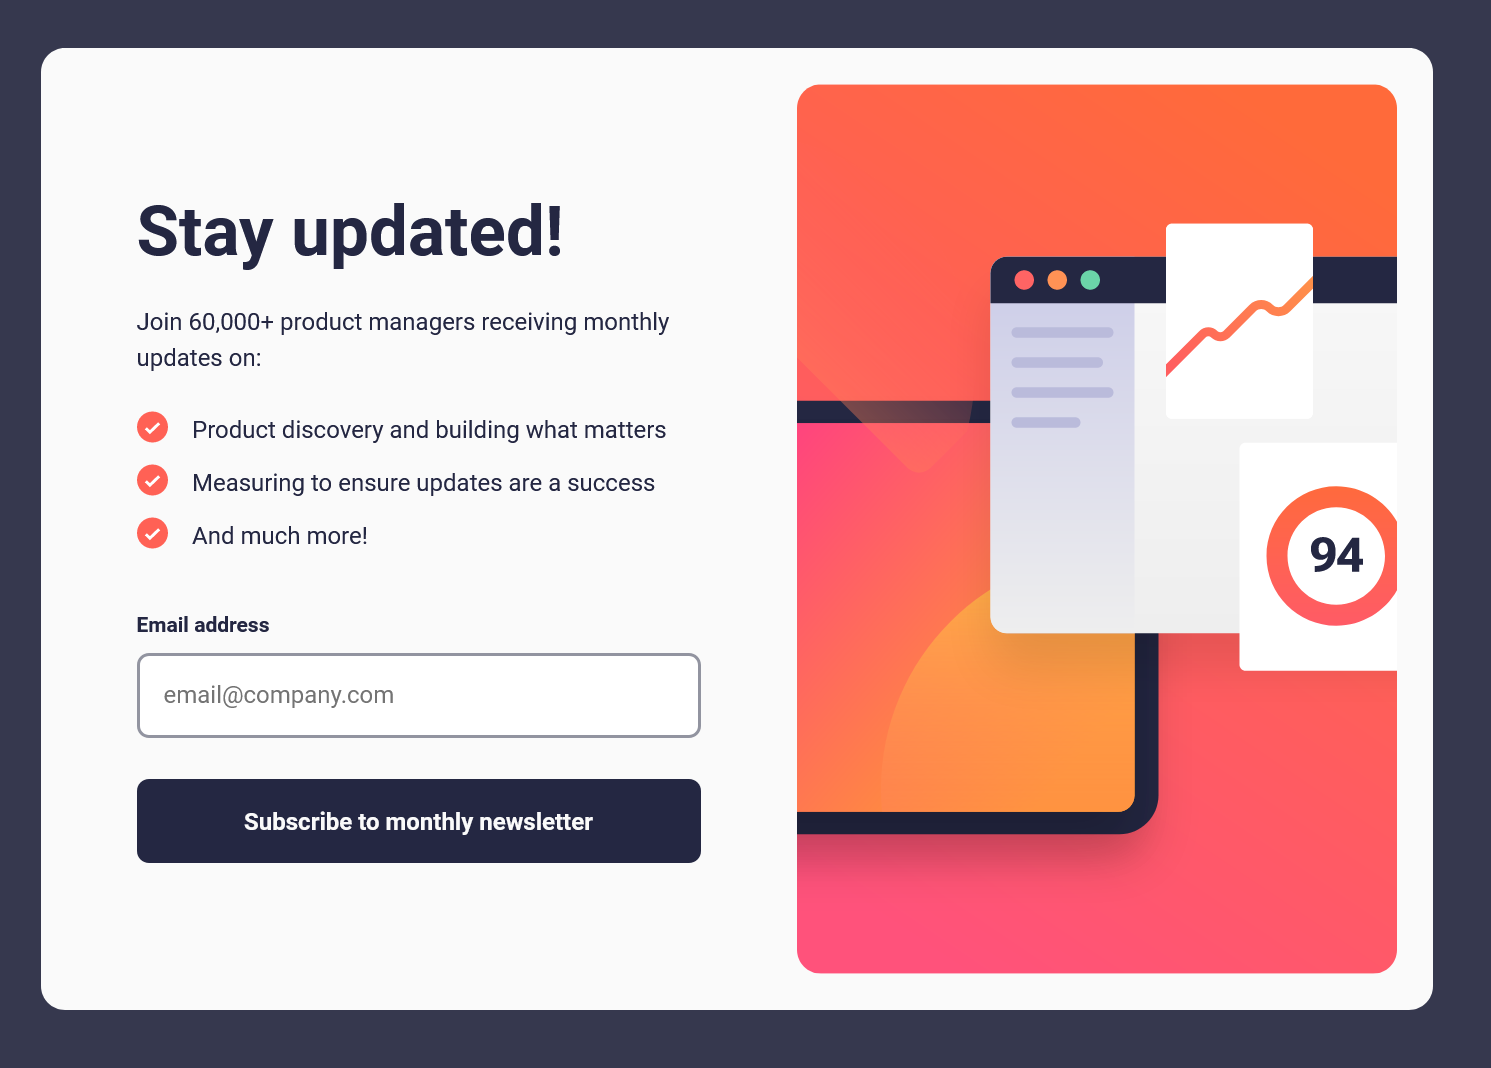 Stay updated!
Join 60,000+ product managers receiving monthly
updates on:
Product discovery and building what matters
Measuring to ensure updates are a success
And much more!
Email address
email@company.com
Subscribe to monthly newsletter
94